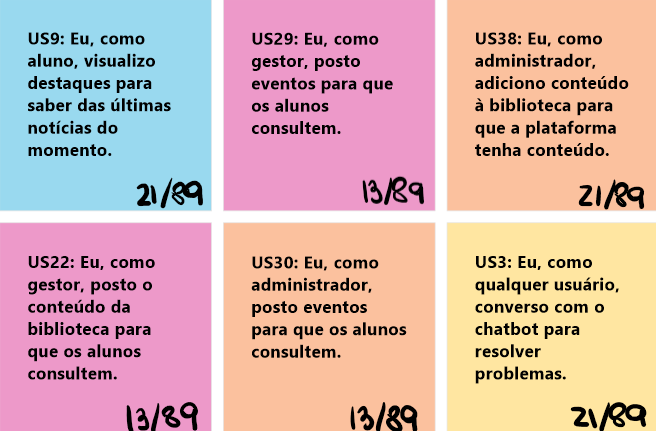 US9: Eu, como
aluno, visualizo
destaques para
saber das últimas
notícias do
momento.
21/89
US29: Eu, como
gestor, posto
eventos para que
os alunos
consultem.
13/89
US38: Eu, como
administrador,
adiciono conteúdo
à biblioteca para
que a plataforma
tenha conteúdo.
21/89
US22: Eu, como
gestor, posto o
conteúdo da
biblioteca para
que os alunos
consultem.
13/89
US30: Eu, como
administrador,
posto eventos
para que os alunos
consultem.
13/89
US3: Eu, como
qualquer usuário,
converso com o
chatbot para
resolver
problemas.
21/89